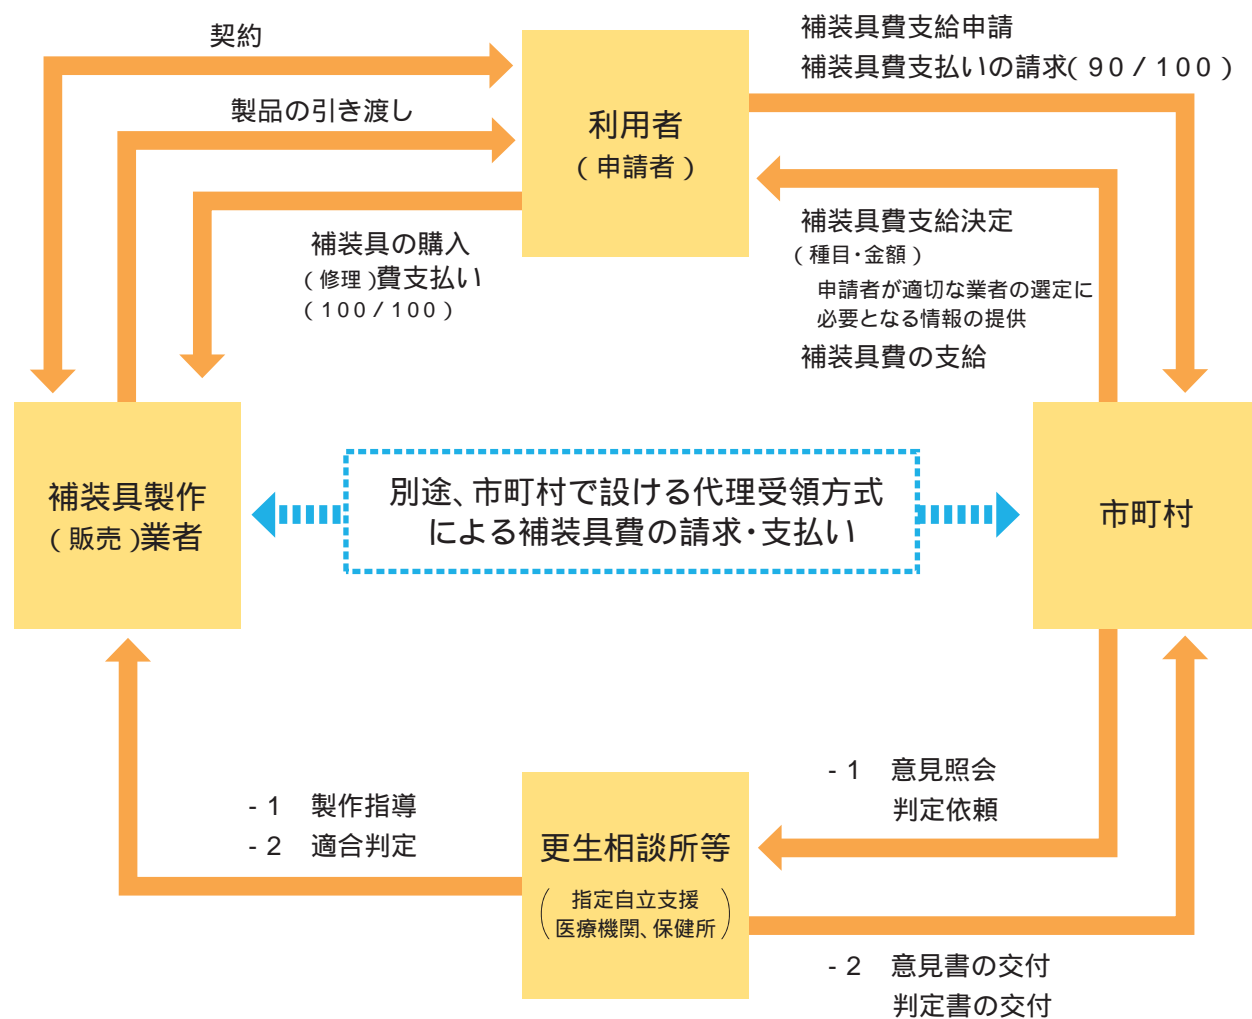 契約
製品の引き渡し
補装具の購入
(修理)費支払い
(100/100)
利用者
(申請者)
補装具費支給申請
補装具費支払いの請求(90/100)
補装具費支給決定
(種目・金額)
申請者が適切な業者の選定に
必要となる情報の提供
補装具費の支給
補装具製作
(販売)業者
別途、市町村で設ける代理受領方式
による補装具費の請求・支払い
市町村
-1 製作指導
-2 適合判定
更生相談所等
(指定自立支援
医療機関、保健所)
-1 意見照会
判定依頼
-2 意見書の交付
判定書の交付